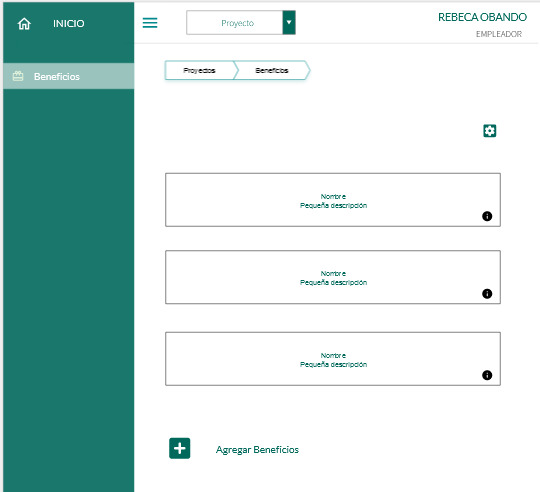 INICIO
Proyecto
REBECA OBANDO
EMPLEADOR
Beneficios
Proyectos
Beneficios
Nombre
Pequeña descripción
Nombre
Pequeña descripción
Nombre
Pequeña descripción
Agregar Beneficios